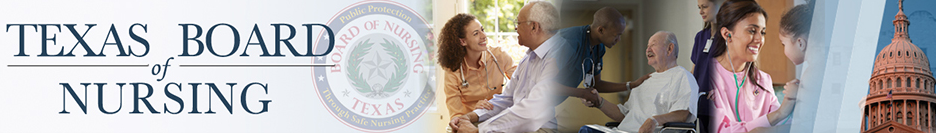 TEXAS BOARD
of
NURSING
Public Protection
BOARD OF NURSING
TEXAS
Through Safe Nursing Practice